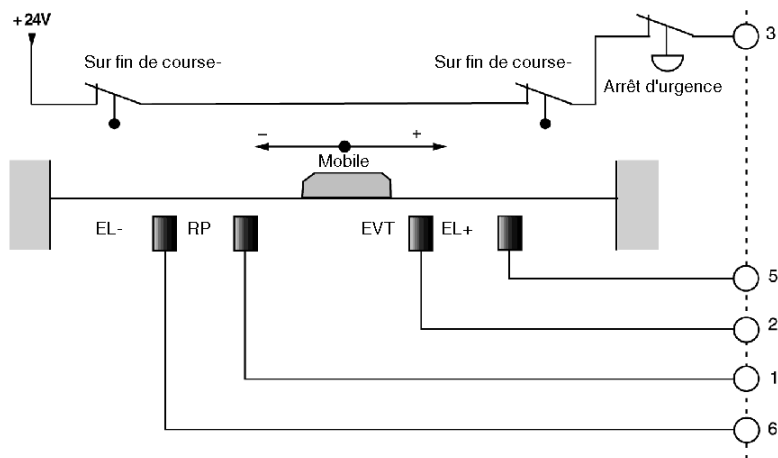 +24V
3
Sur fin de course-
Sur fin de course-
Arrêt d'urgence
– +
Mobile
EL-
RP
EVT
EL+
5
2
1
6